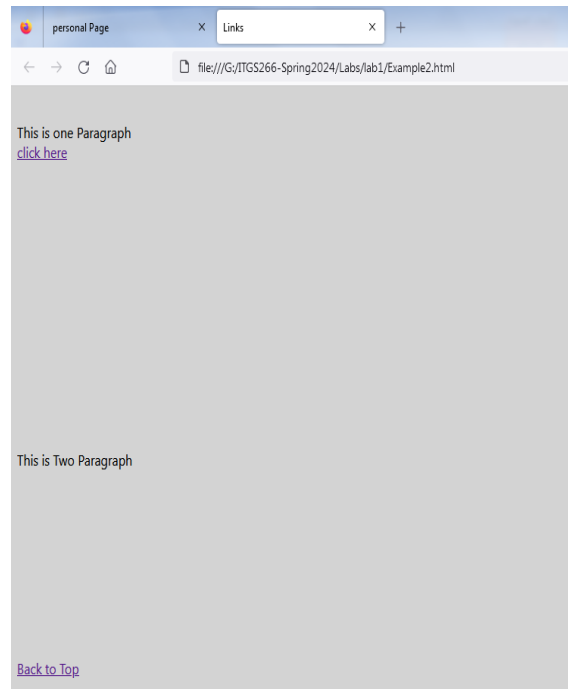 personal Page
Links
file:///G:/ITGS266-Spring2024/Labs/lab1/Example2.html
This is one Paragraph
click here
This is Two Paragraph
Back to Top